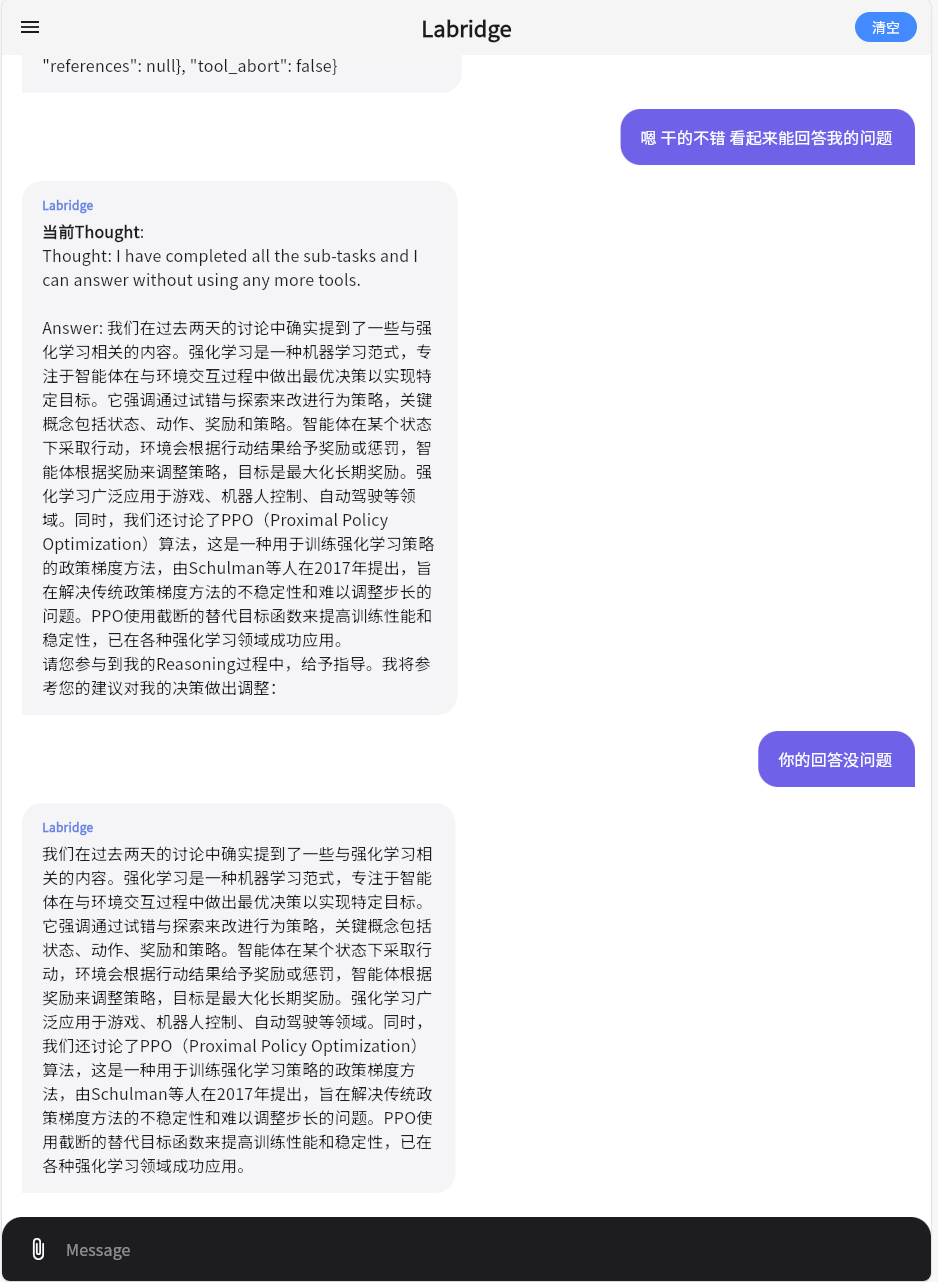 Labridge
清空
"references": null}, "tool_abort": false}
嗯 干的不错 看起来能回答我的问题
Labridge
当前Thought:
Thought: I have completed all the sub-tasks and I
can answer without using any more tools.
Answer: 我们在过去两天的讨论中确实提到了一些与强
化学习相关的内容。强化学习是一种机器学习范式，专
注于智能体在与环境交互过程中做出最优决策以实现特
定目标。它强调通过试错与探索来改进行为策略，关键
概念包括状态、动作、奖励和策略。智能体在某个状态
下采取行动，环境会根据行动结果给予奖励或惩罚，智
能体根据奖励来调整策略，目标是最大化长期奖励。强
化学习广泛应用于游戏、机器人控制、自动驾驶等领
域。同时，我们还讨论了PPO（Proximal Policy
Optimization）算法，这是一种用于训练强化学习策略
的政策梯度方法，由Schulman等人在2017年提出，旨
在解决传统政策梯度方法的不稳定性和难以调整步长的
问题。PPO使用截断的替代目标函数来提高训练性能和
稳定性，已在各种强化学习领域成功应用。
请您参与到我的Reasoning过程中，给予指导。我将参
考您的建议对我的决策做出调整：
你的回答没问题
Labridge
我们在过去两天的讨论中确实提到了一些与强化学习相
关的内容。强化学习是一种机器学习范式，专注于智能
体在与环境交互过程中做出最优决策以实现特定目标。
它强调通过试错与探索来改进行为策略，关键概念包括
状态、动作、奖励和策略。智能体在某个状态下采取行
动，环境会根据行动结果给予奖励或惩罚，智能体根据
奖励来调整策略，目标是最大化长期奖励。强化学习广
泛应用于游戏、机器人控制、自动驾驶等领域。同时，
我们还讨论了PPO（Proximal Policy Optimization）
算法，这是一种用于训练强化学习策略的政策梯度方
法，由Schulman等人在2017年提出，旨在解决传统政
策梯度方法的不稳定性和难以调整步长的问题。PPO使
用截断的替代目标函数来提高训练性能和稳定性，已在
各种强化学习领域成功应用。
Message